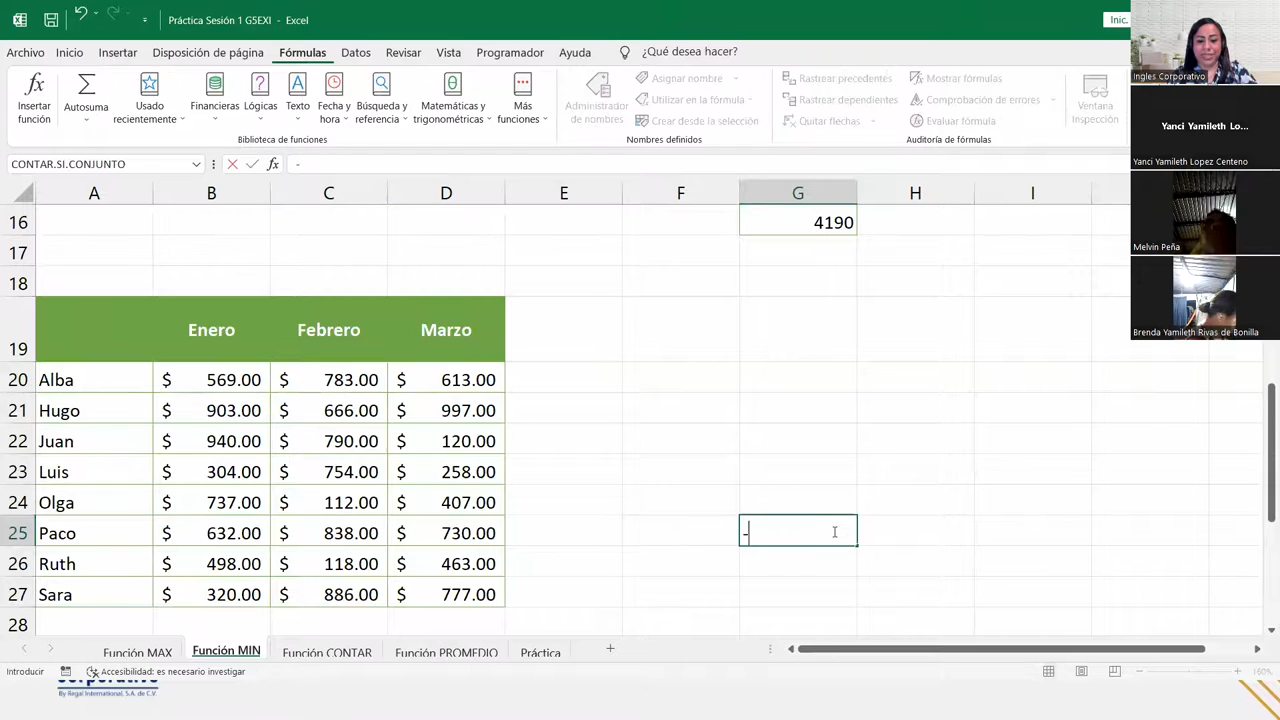 Práctica Sesión 1 G5EXI - Excel
Inic.
Archivo Inicio Insertar Disposición de página Fórmulas Datos Revisar Vista Ayuda ¿Qué desea hacer?
Insertar función
Autosuma
Usado recientemente
Financieras
Lógicas
Texto
Fecha y hora
Búsqueda y referencia
Matemáticas y trigonométricas
Más funciones
Biblioteca de funciones
Administrador de nombres
Asignar nombre
Utilizar en la fórmula
Crear desde la selección
Nombres definidos
Rastrear precedentes
Rastrear dependientes
Quitar flechas
Mostrar fórmulas
Comprobación de errores
Evaluar fórmula
Auditoría de fórmulas
Ventana Inspección
Ingles Corporativo
Yanci Yamileth Lo...
Yanci Yamileth Lopez Centeno
Melvin Peña
Brenda Yamileth Rivas de Bonilla
CONTAR.SI.CONJUNTO fx -
A B C D E F G H I
16 4190
17
18
19 Enero Febrero Marzo
20 Alba $ 569.00 $ 783.00 $ 613.00
21 Hugo $ 903.00 $ 666.00 $ 997.00
22 Juan $ 940.00 $ 790.00 $ 120.00
23 Luis $ 304.00 $ 754.00 $ 258.00
24 Olga $ 737.00 $ 112.00 $ 407.00
25 Paco $ 632.00 $ 838.00 $ 730.00 -
26 Ruth $ 498.00 $ 118.00 $ 463.00
27 Sara $ 320.00 $ 886.00 $ 777.00
28
Función MAX Función MIN Función CONTAR Función PROMEDIO Práctica
Introducir Accesibilidad: es necesario investigar
By Regal International, S.A. de C.V.